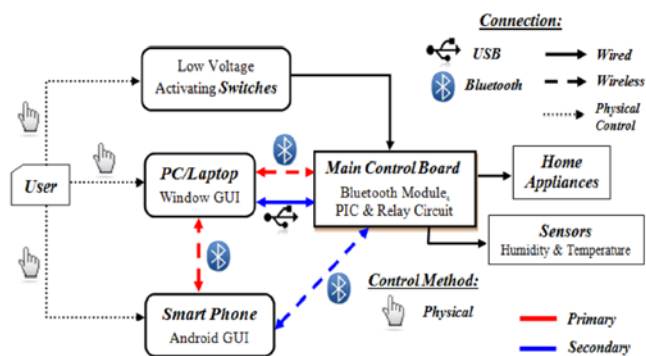 Connection:
USB
Bluetooth
Wired
Wireless
Physical
Control
Low Voltage
Activating Switches
User
PC/Laptop
Window GUI
Main Control Board
Bluetooth Module,
PIC & Relay Circuit
Home
Appliances
Sensors
Humidity & Temperature
Smart Phone
Android GUI
Control Method:
Physical
Primary
Secondary